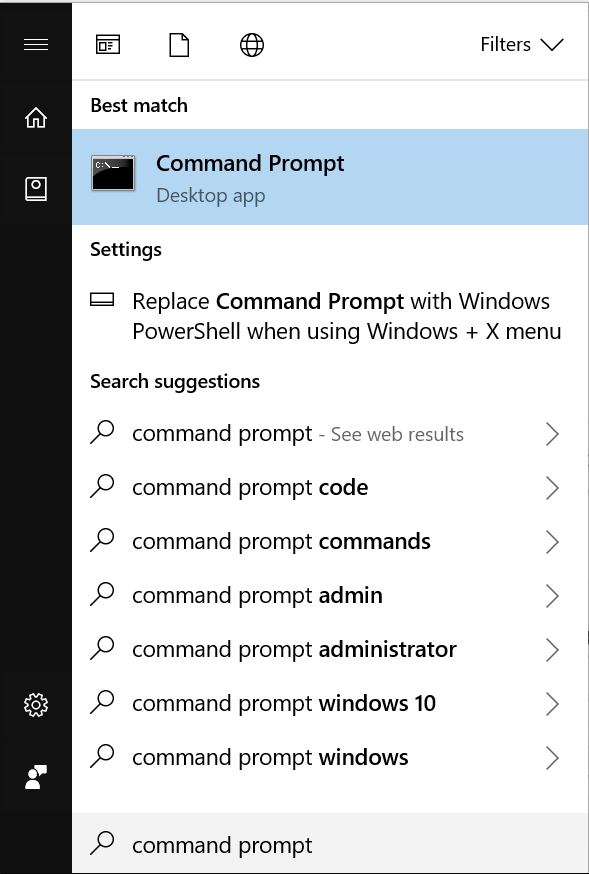 Filters
Best match
C:\
Command Prompt
Desktop app
Settings
Replace Command Prompt with Windows
PowerShell when using Windows + X menu
Search suggestions
command prompt - See web results
command prompt code
command prompt commands
command prompt admin
command prompt administrator
command prompt windows 10
command prompt windows
command prompt